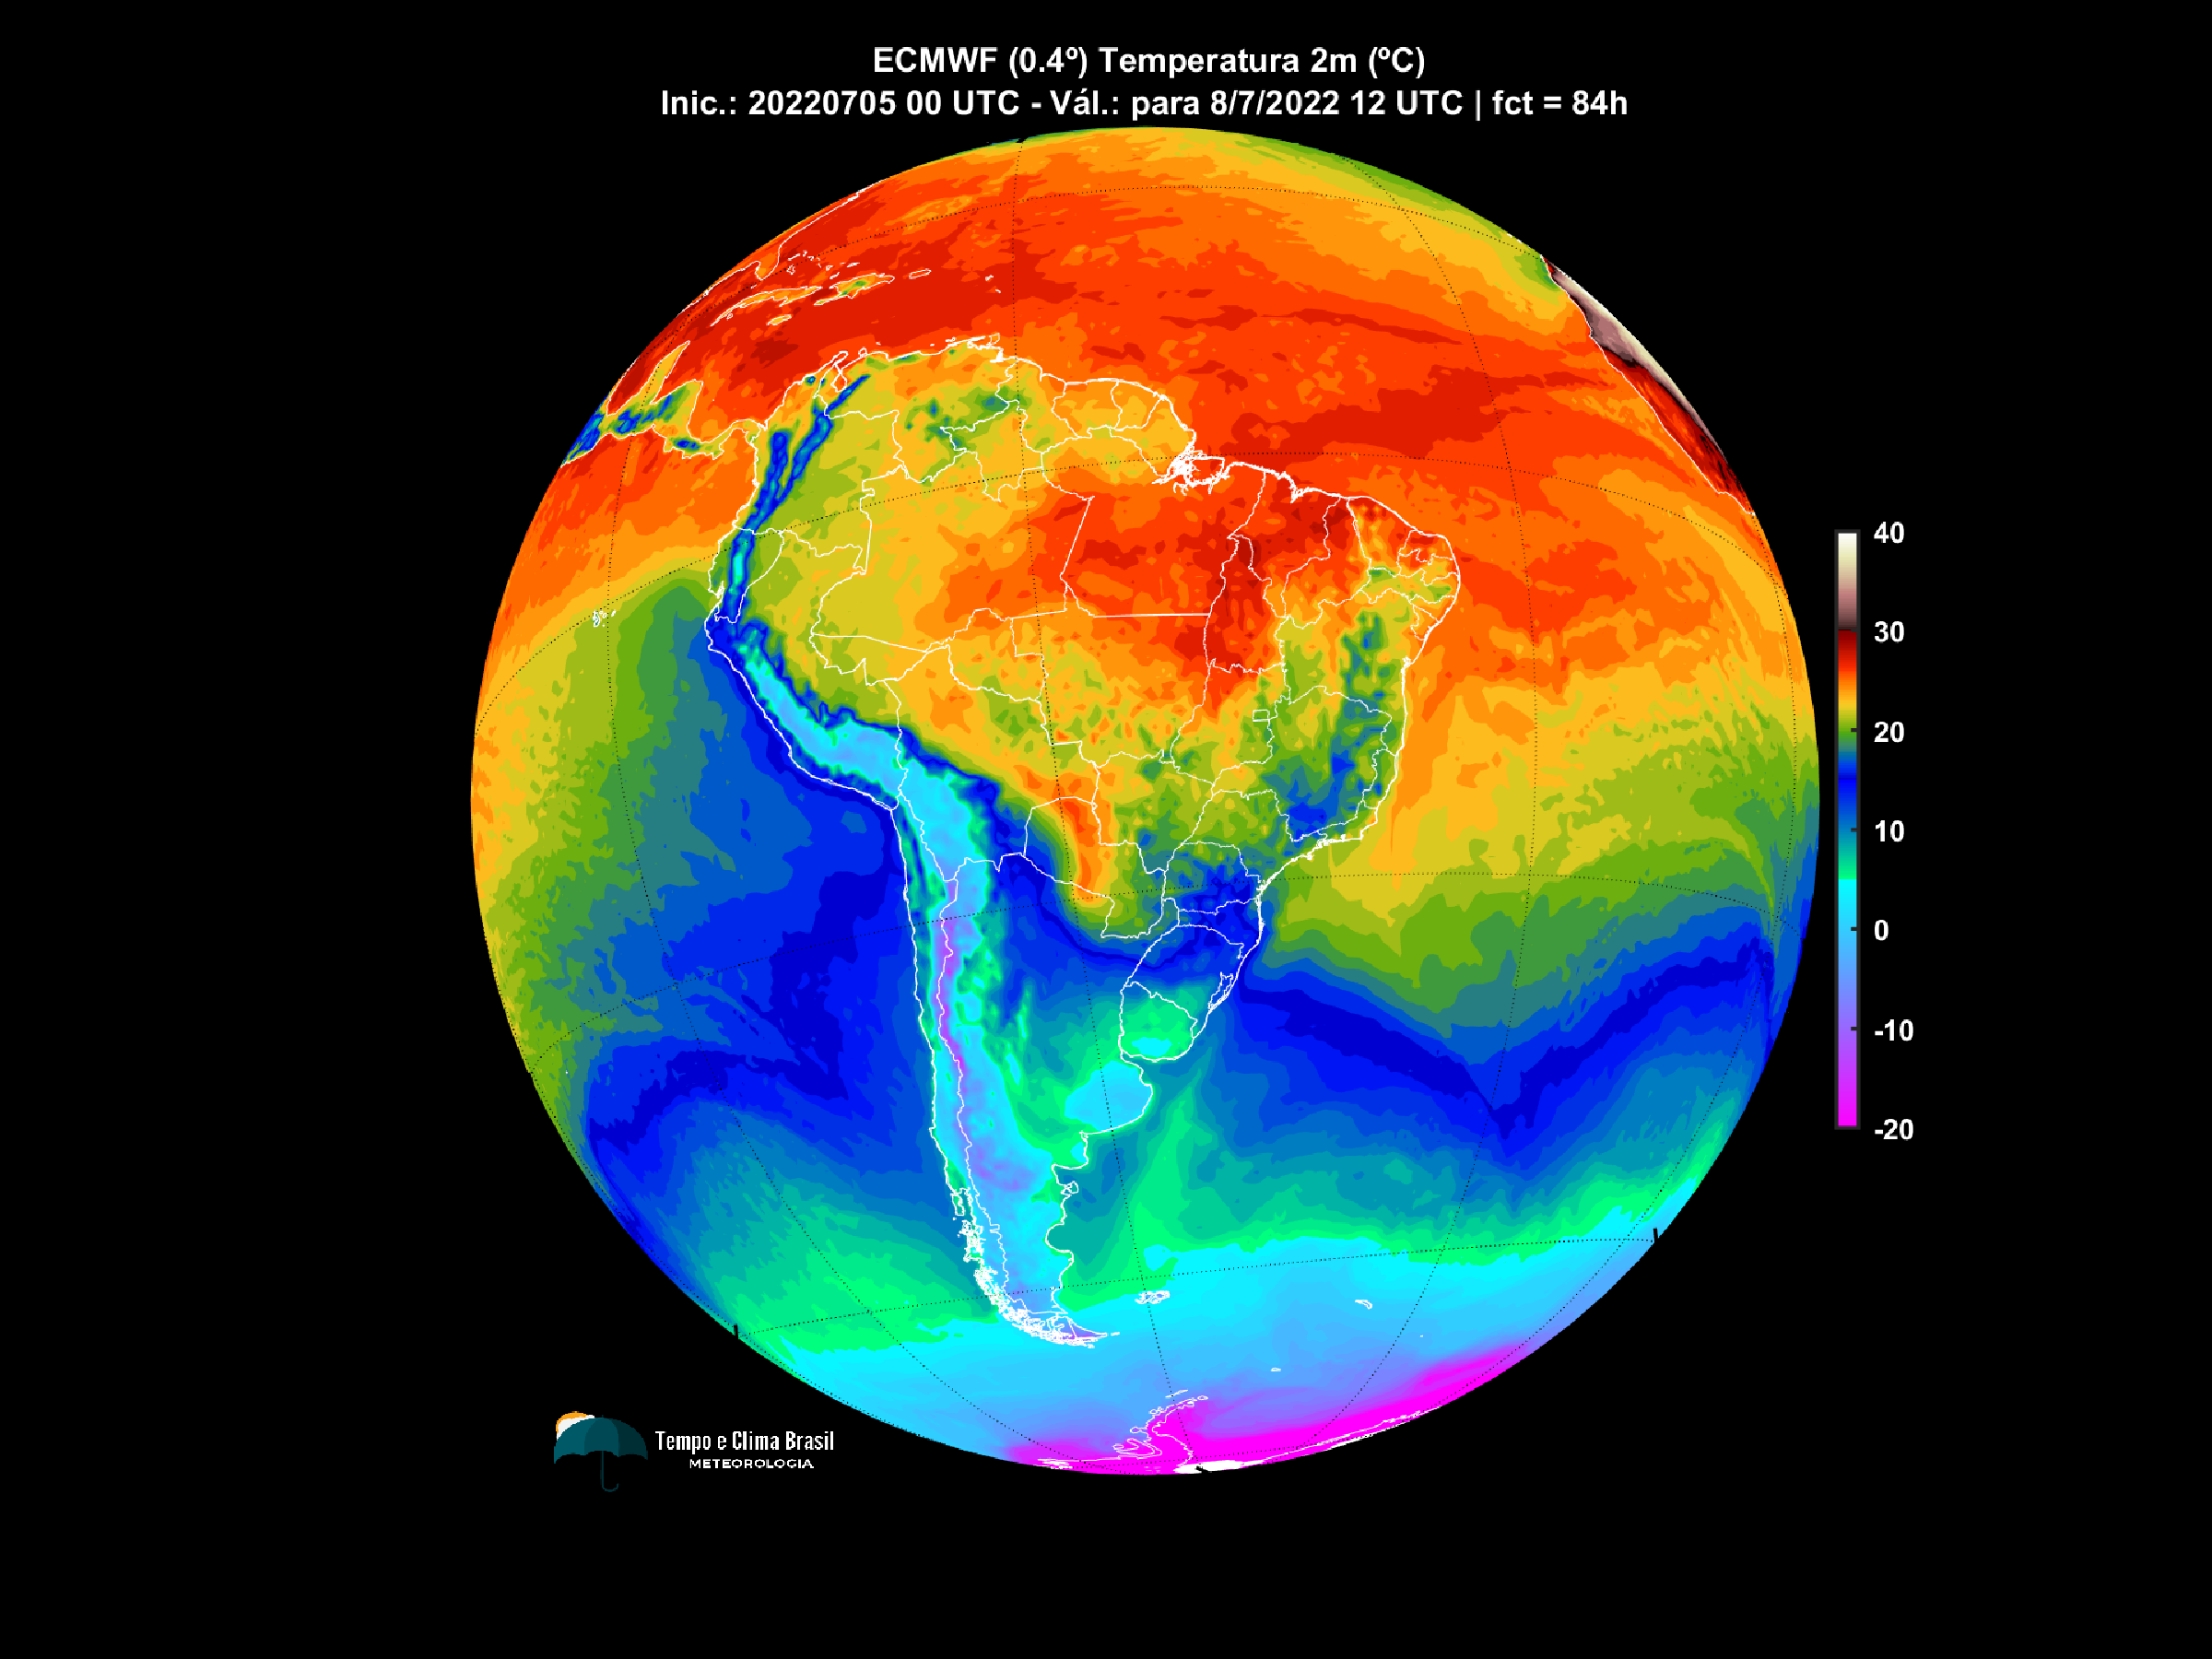 ECMWF (0.4º) Temperatura 2m (ºC)
Inic.: 20220705 00 UTC - Vál.: para 8/7/2022 12 UTC | fct = 84h
40
30
20
10
0
-10
-20
Tempo e Clima Brasil
METEOROLOGIA